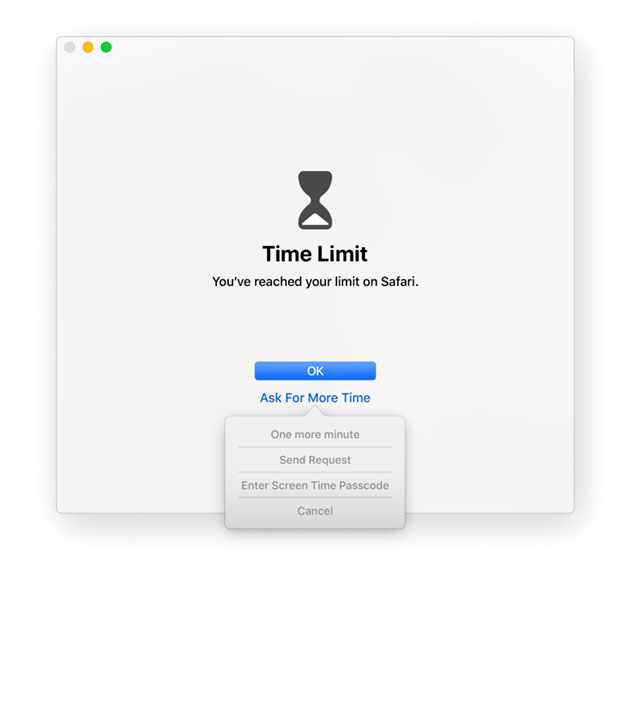 Time Limit
You’ve reached your limit on Safari.
OK
Ask For More Time
One more minute
Send Request
Enter Screen Time Passcode
Cancel